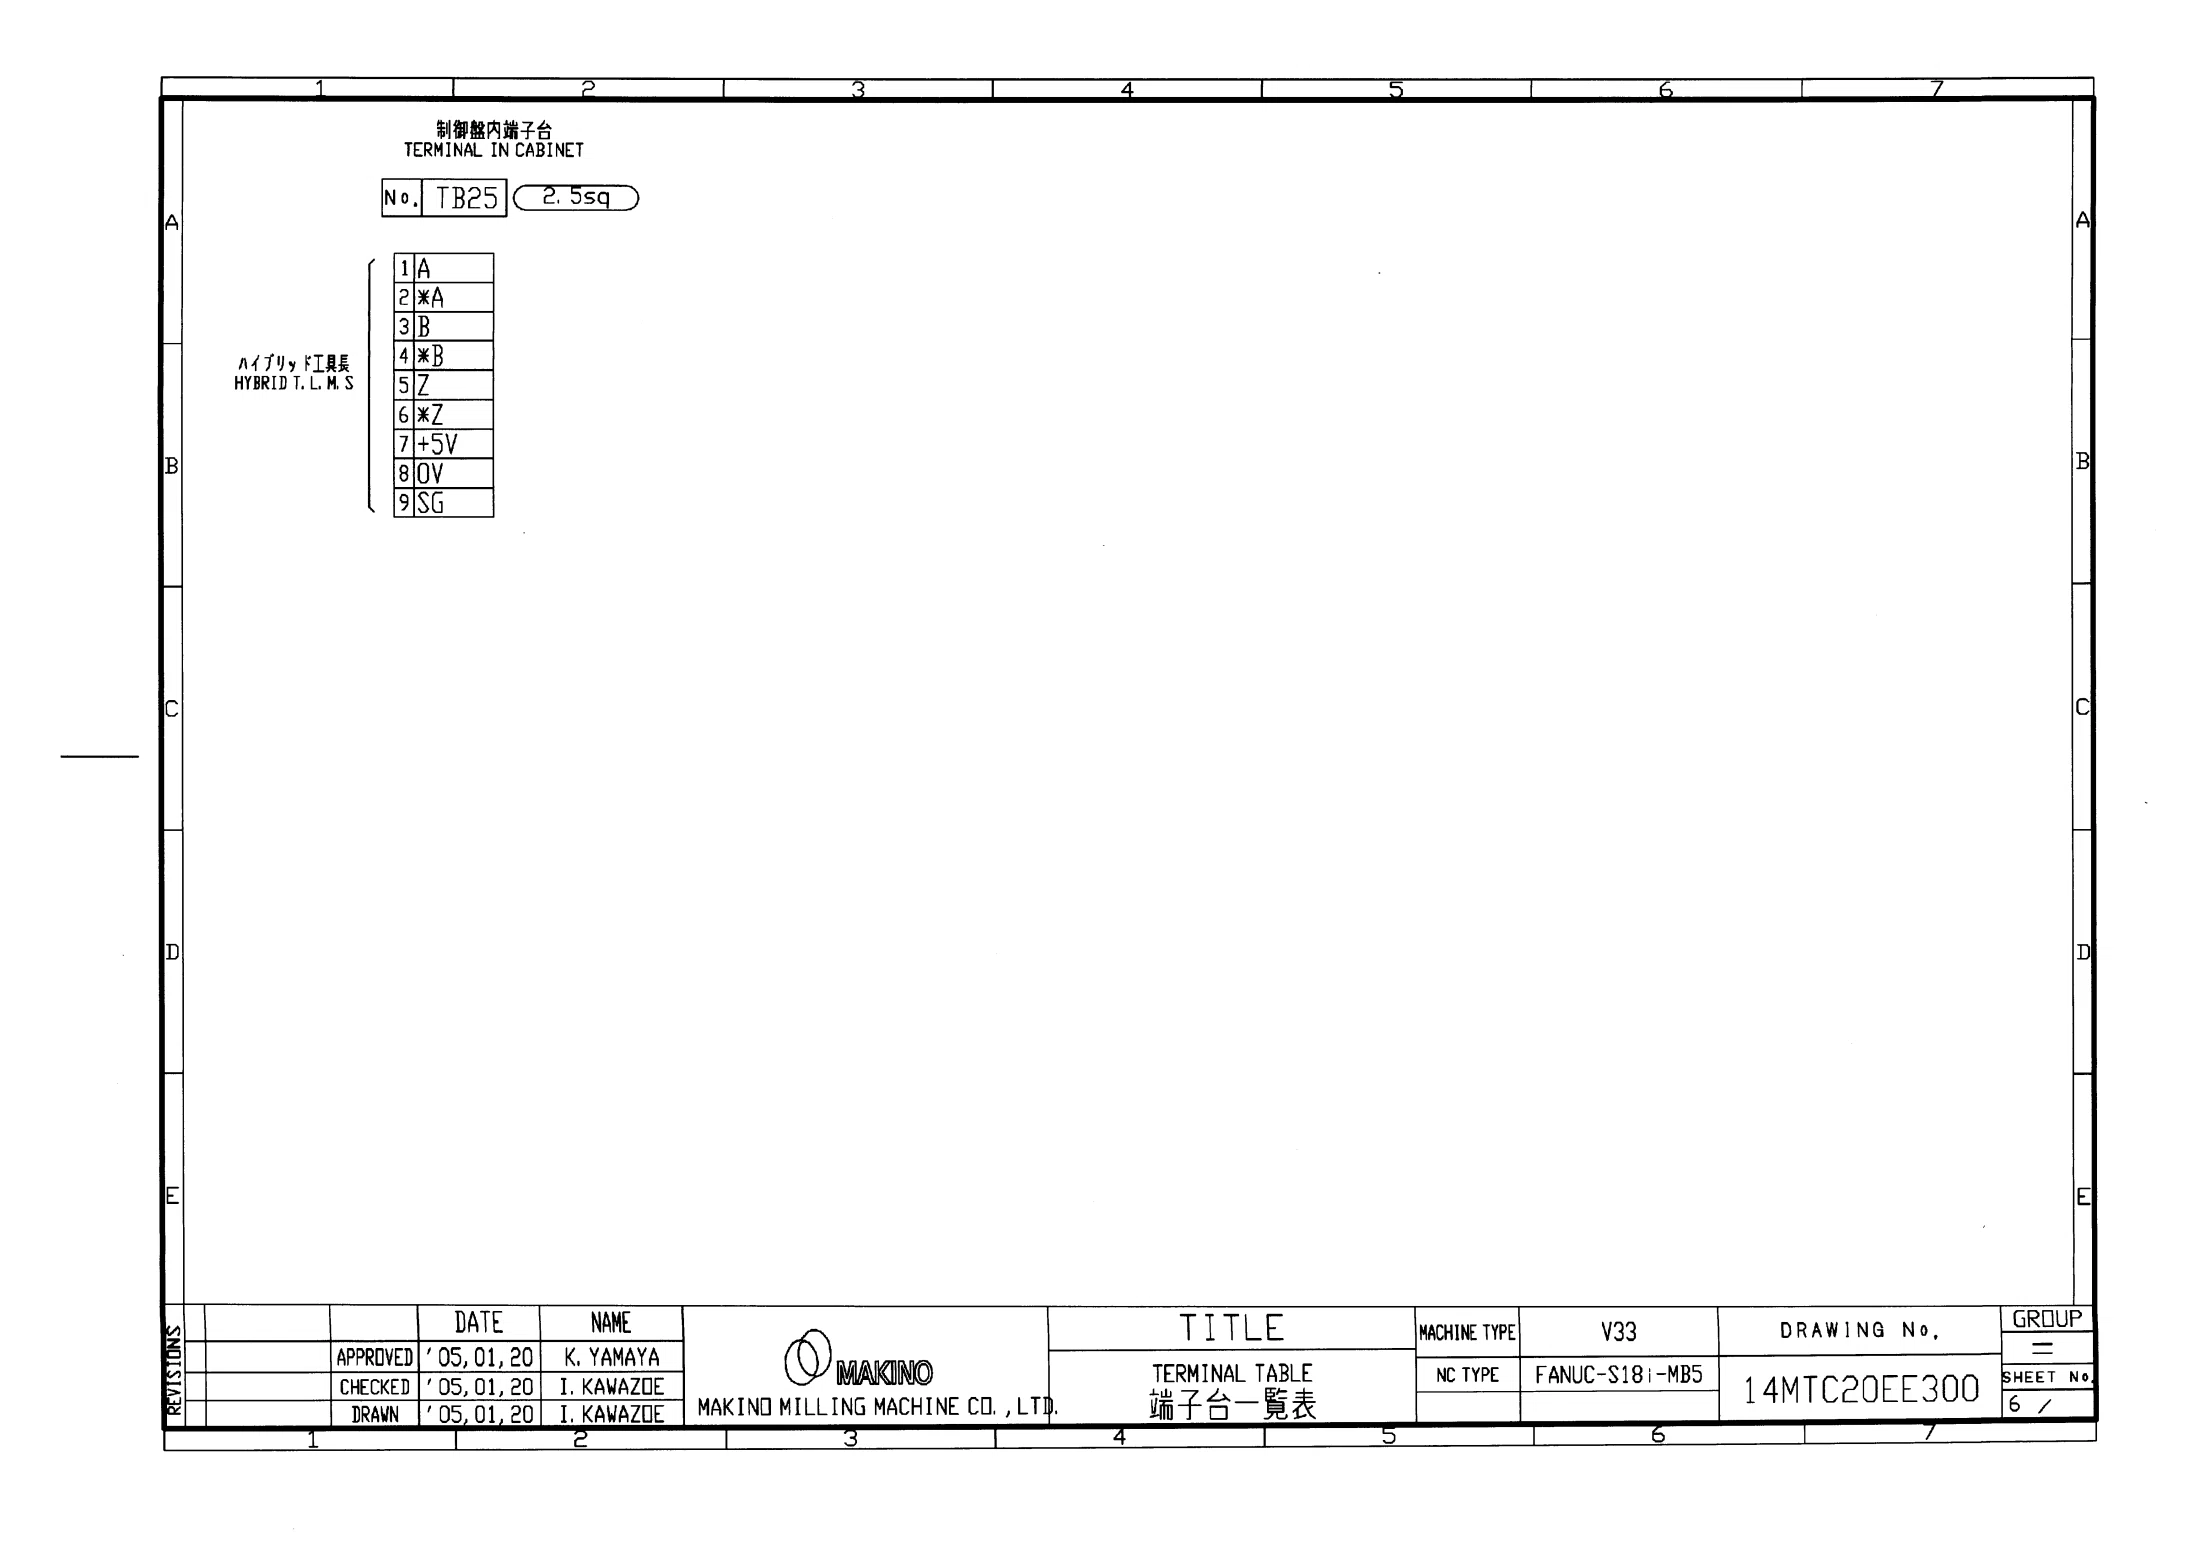 1 2 3 4 5 6 7
制御盤内端子台
TERMINAL IN CABINET
No. TB25 2.5sq
A A
1 A
2 *A
3 B
4 *B
5 Z
6 *Z
7 +5V
8 0V
9 SG
ハイブリッド工具長
HYBRID T.L.M.S
B B
C C
D D
E E
REVISIONS
DATE NAME
APPROVED '05,01,20 K.YAMAYA
CHECKED '05,01,20 I.KAWAZOE
DRAWN '05,01,20 I.KAWAZOE
MAKINO
MAKINO MILLING MACHINE CO.,LTD.
TITLE
TERMINAL TABLE
端子台一覧表
MACHINE TYPE V33
NC TYPE FANUC-S18i-MB5
DRAWING No.
14MTC20EE300
GROUP
=
SHEET No.
6 /
1 2 3 4 5 6 7